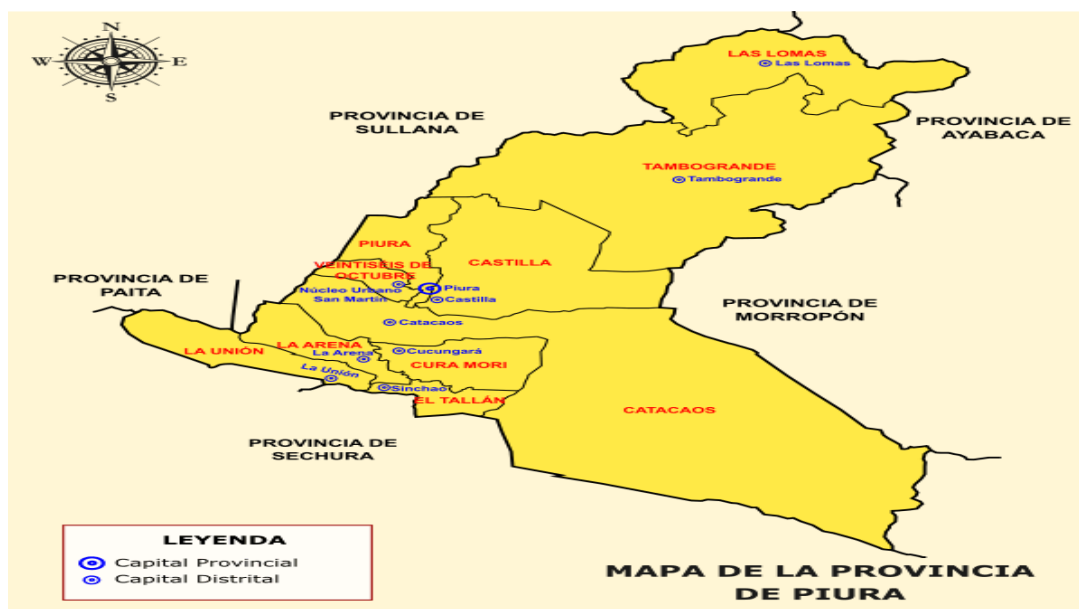 N
W E
S
LAS LOMAS
Las Lomas
PROVINCIA DE
SULLANA
PROVINCIA DE
AYABACA
TAMBOGRANDE
Tambogrande
PIURA
CASTILLA
VEINTISÉIS DE
OCTUBRE
Núcleo Urbano
San Martín
Piura
Castilla
PROVINCIA DE
PAITA
PROVINCIA DE
MORROPÓN
Catacaos
LA UNIÓN
LA ARENA
La Arena
Cucungará
CURA MORI
La Unión
Sinchao
EL TALLÁN
CATACAOS
PROVINCIA DE
SECHURA
LEYENDA
Capital Provincial
Capital Distrital
MAPA DE LA PROVINCIA
DE PIURA